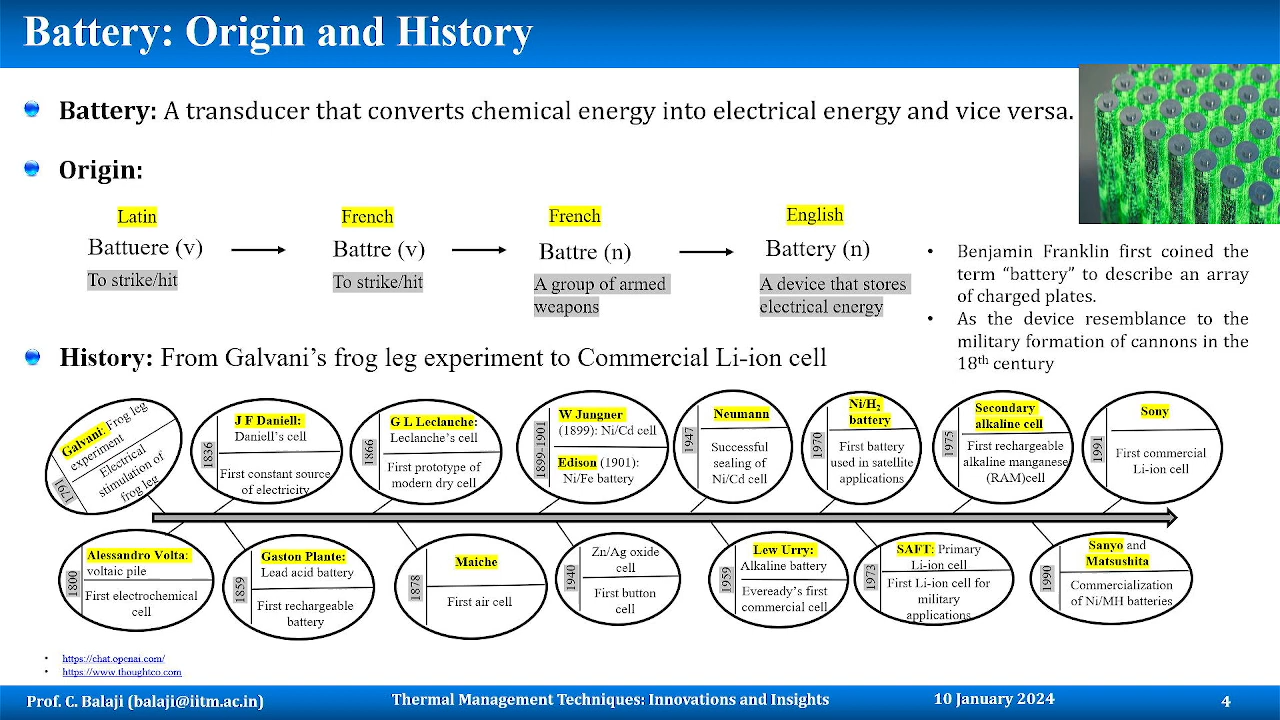 Battery: Origin and History
Battery: A transducer that converts chemical energy into electrical energy and vice versa.
Origin:
Latin
Battuere (v)
To strike/hit
French
Battre (v)
To strike/hit
French
Battre (n)
A group of armed
weapons
English
Battery (n)
A device that stores
electrical energy
• Benjamin Franklin first coined the
term “battery” to describe an array
of charged plates.
• As the device resemblance to the
military formation of cannons in the
18th century
History: From Galvani’s frog leg experiment to Commercial Li-ion cell
1791
Galvani: Frog leg
experiment
Electrical
stimulation of
frog leg
1836
J F Daniell:
Daniell’s cell
First constant source
of electricity
1866
G L Leclanche:
Leclanche’s cell
First prototype of
modern dry cell
1899-1901
W Jungner
(1899): Ni/Cd cell
Edison (1901):
Ni/Fe battery
1947
Neumann
Successful
sealing of
Ni/Cd cell
1970
Ni/H2
battery
First battery
used in satellite
applications
1975
Secondary
alkaline cell
First rechargeable
alkaline manganese
(RAM)cell
1991
Sony
First commercial
Li-ion cell
1800
Alessandro Volta:
voltaic pile
First electrochemical
cell
1859
Gaston Plante:
Lead acid battery
First rechargeable
battery
1878
Maiche
First air cell
1940
Zn/Ag oxide
cell
First button
cell
1959
Lew Urry:
Alkaline battery
Eveready’s first
commercial cell
1973
SAFT: Primary
Li-ion cell
First Li-ion cell for
military
applications
1990
Sanyo and
Matsushita
Commercialization
of Ni/MH batteries
• https://chat.openai.com/
• https://www.thoughtco.com
Prof. C. Balaji (balaji@iitm.ac.in)
Thermal Management Techniques: Innovations and Insights
10 January 2024
4